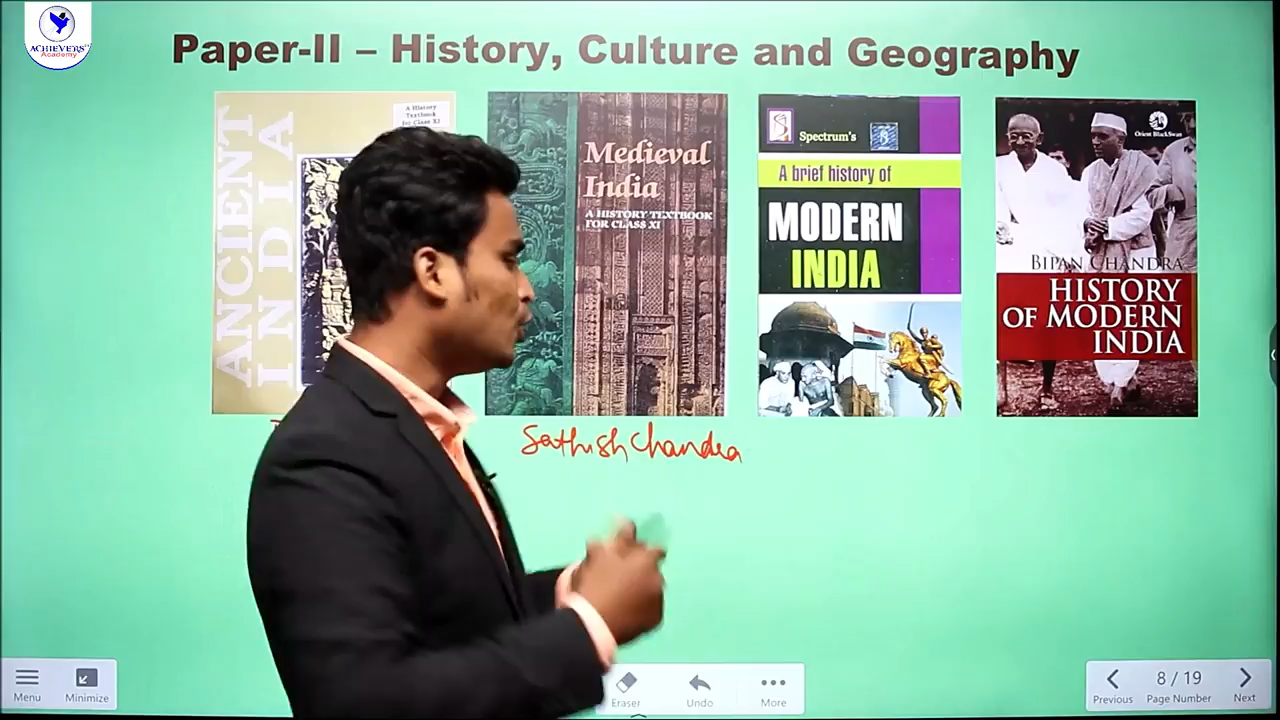 ACHIEVERS
Academy
Paper-II – History, Culture and Geography
ANCIENT
INDIA
A History
Textbook
for Class XI
Medieval
India
A HISTORY TEXTBOOK
FOR CLASS XI
Spectrum's
A brief history of
MODERN
INDIA
Orient BlackSwan
BIPAN CHANDRA
HISTORY
OF MODERN
INDIA
Sathish Chandra
Menu
Minimize
Eraser
Undo
More
Previous
8 / 19
Page Number
Next